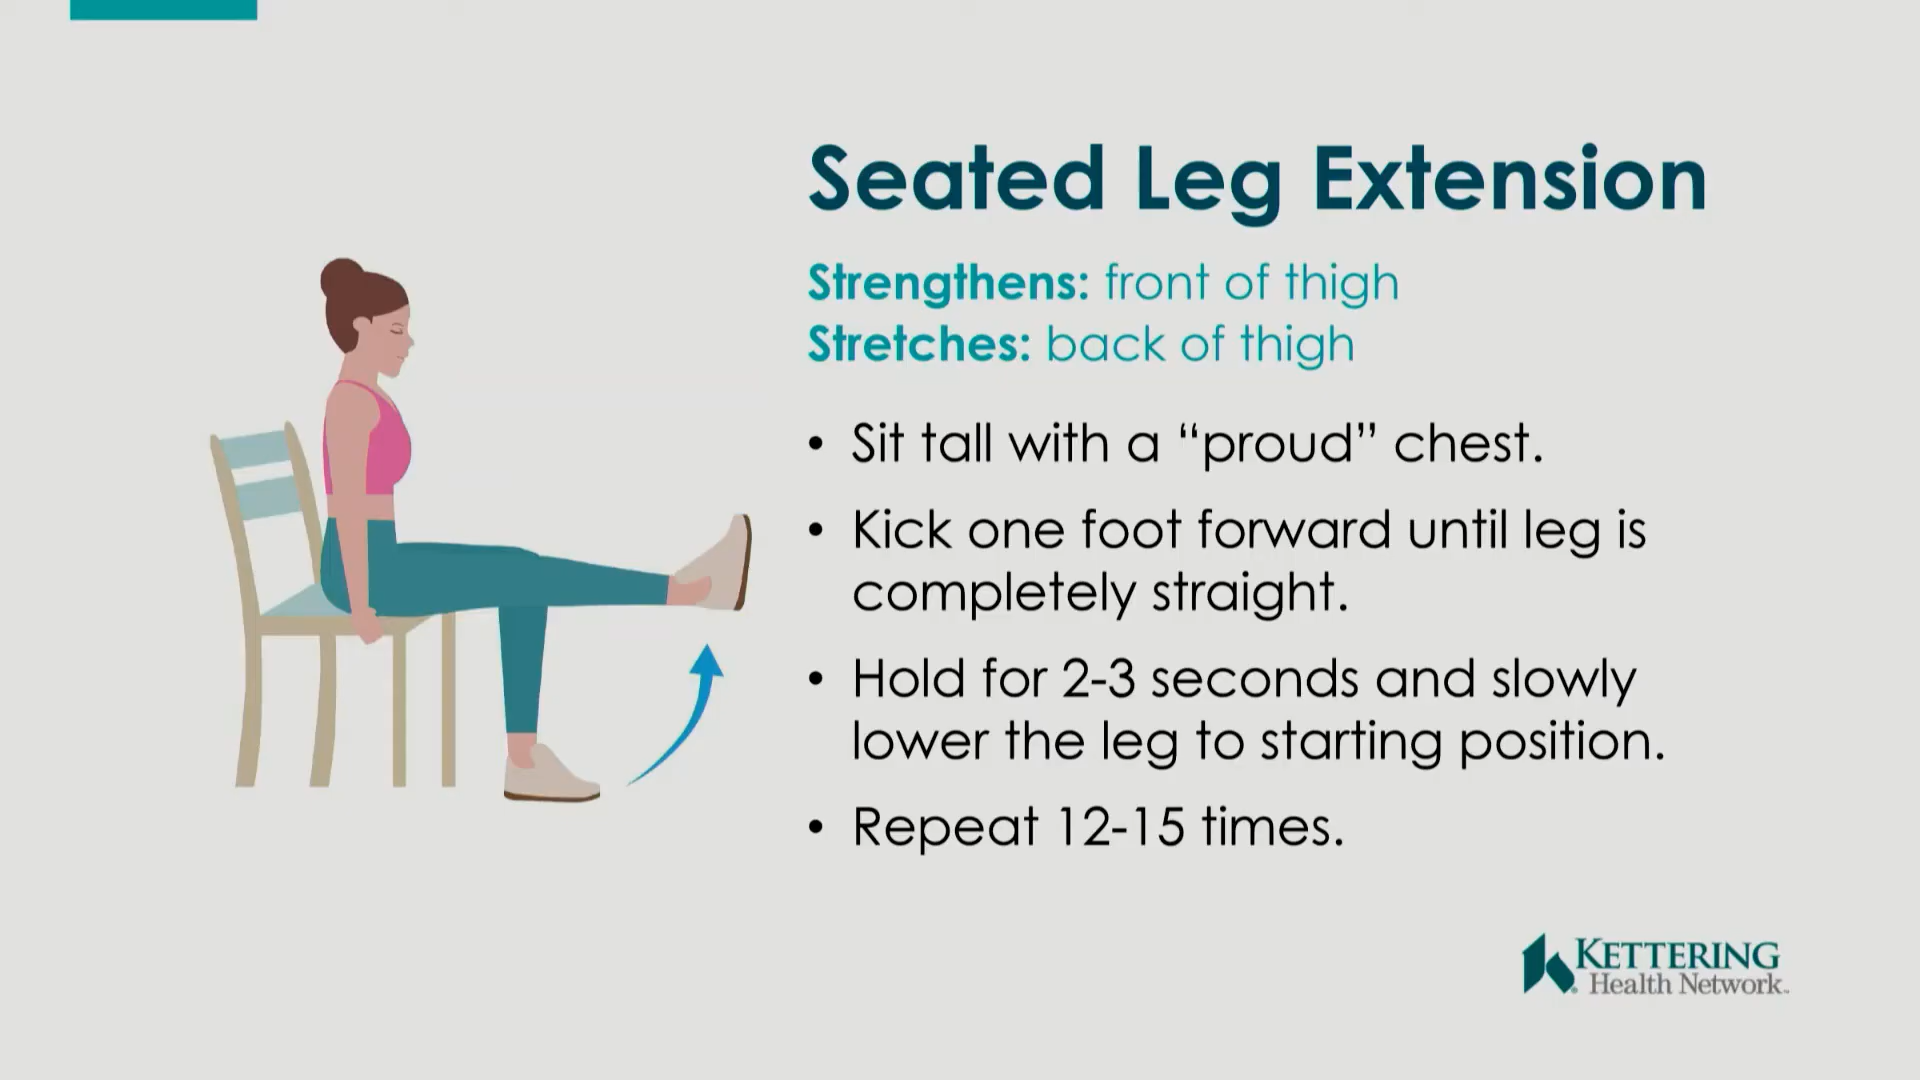 Seated Leg Extension
Strengthens: front of thigh
Stretches: back of thigh
• Sit tall with a “proud” chest.
• Kick one foot forward until leg is
completely straight.
• Hold for 2-3 seconds and slowly
lower the leg to starting position.
• Repeat 12-15 times.
KETTERING
Health Network™